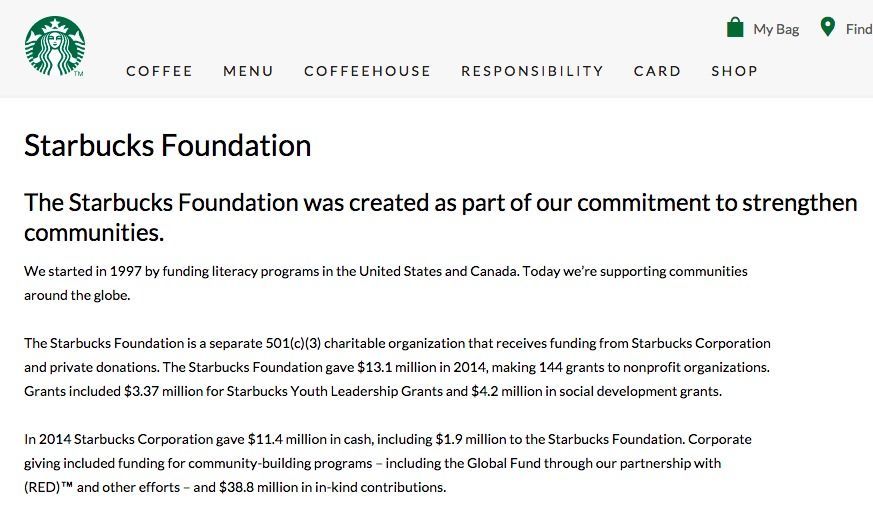 My Bag
Find
COFFEE MENU COFFEEHOUSE RESPONSIBILITY CARD SHOP
TM
Starbucks Foundation
The Starbucks Foundation was created as part of our commitment to strengthen
communities.
We started in 1997 by funding literacy programs in the United States and Canada. Today we're supporting communities
around the globe.
The Starbucks Foundation is a separate 501(c)(3) charitable organization that receives funding from Starbucks Corporation
and private donations. The Starbucks Foundation gave $13.1 million in 2014, making 144 grants to nonprofit organizations.
Grants included $3.37 million for Starbucks Youth Leadership Grants and $4.2 million in social development grants.
In 2014 Starbucks Corporation gave $11.4 million in cash, including $1.9 million to the Starbucks Foundation. Corporate
giving included funding for community-building programs – including the Global Fund through our partnership with
(RED)™ and other efforts – and $38.8 million in in-kind contributions.